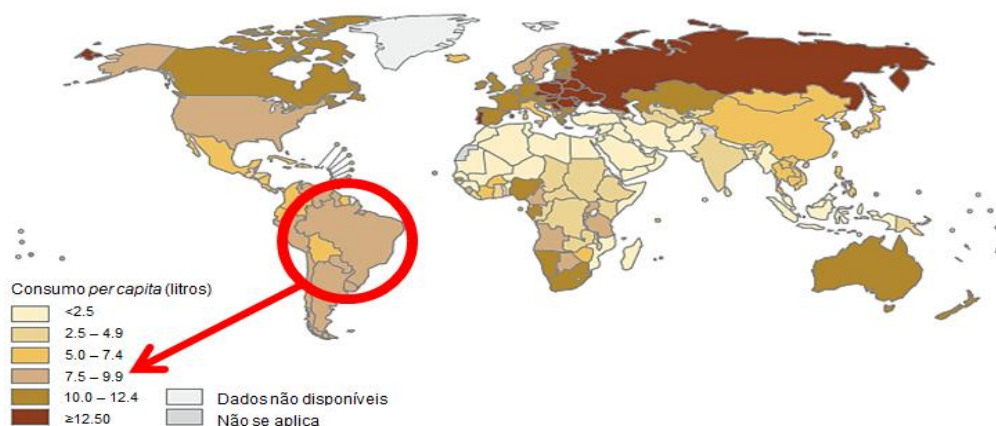 Consumo per capita (litros)
<2.5
2.5 – 4.9
5.0 – 7.4
7.5 – 9.9
10.0 – 12.4
≥12.50
Dados não disponíveis
Não se aplica